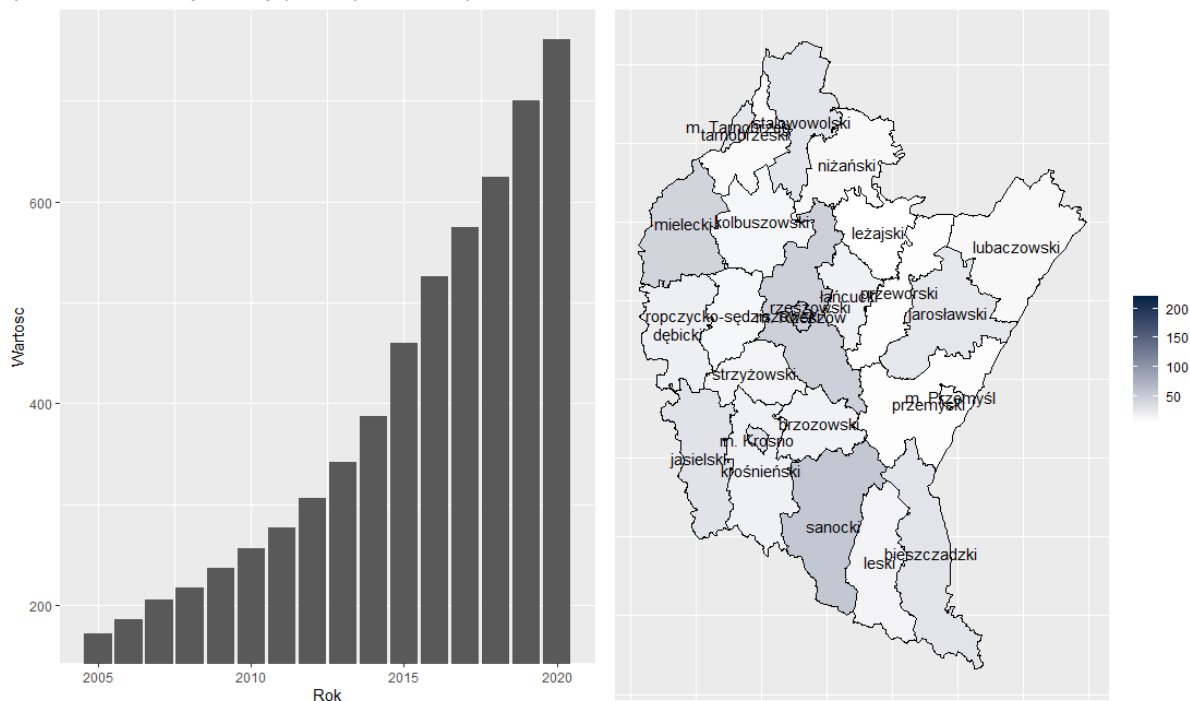 Wartosc
600
400
200
2005
2010
2015
2020
Rok
stalowowolski
m. Tarnobrzeg
tarnobrzeski
niżański
mielecki
kolbuszowski
leżajski
lubaczowski
łańcucki
przeworski
rzeszowski
m. Rzeszów
jarosławski
ropczycko-sędziszowski
dębicki
strzyżowski
m. Przemyśl
przemyski
brzozowski
m. Krosno
jasielski
krośnieński
sanocki
bieszczadzki
leski
200
150
100
50